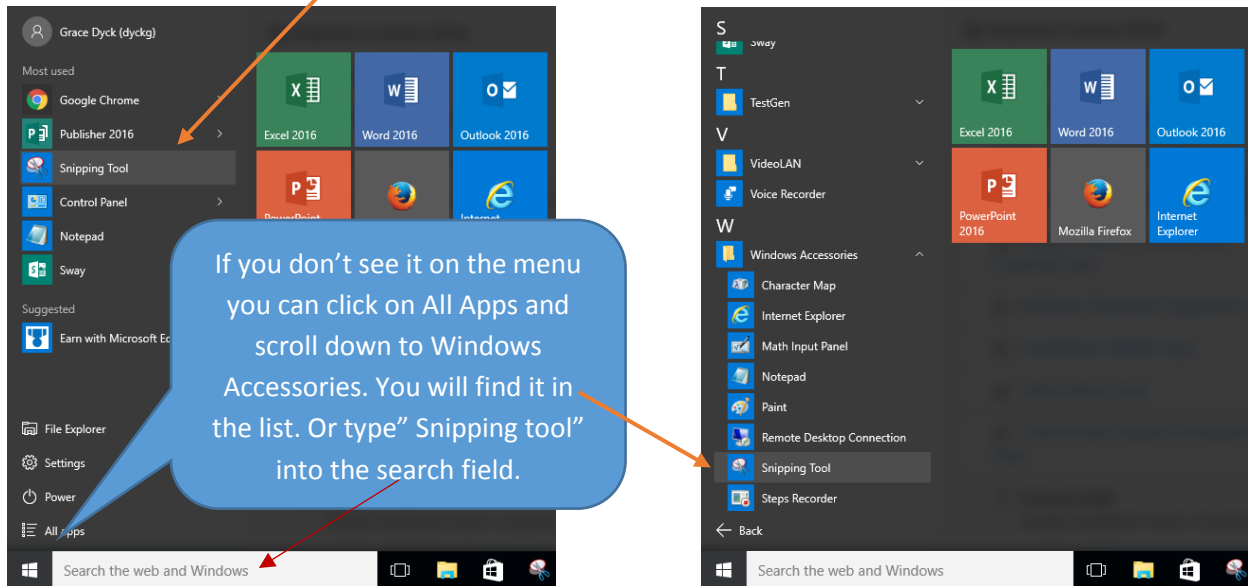 Grace Dyck (dyckg)
Most used
Google Chrome
Publisher 2016
Snipping Tool
Control Panel
Notepad
Sway
Suggested
Earn with Microsoft Ec
File Explorer
Settings
Power
All apps
Search the web and Windows
Excel 2016
Word 2016
Outlook 2016
PowerPoint
Internet
If you don’t see it on the menu
you can click on All Apps and
scroll down to Windows
Accessories. You will find it in
the list. Or type” Snipping tool”
into the search field.
S
Sway
T
TestGen
V
VideoLAN
Voice Recorder
W
Windows Accessories
Character Map
Internet Explorer
Math Input Panel
Notepad
Paint
Remote Desktop Connection
Snipping Tool
Steps Recorder
Back
Search the web and Windows
Excel 2016
Word 2016
Outlook 2016
PowerPoint
2016
Mozilla Firefox
Internet
Explorer